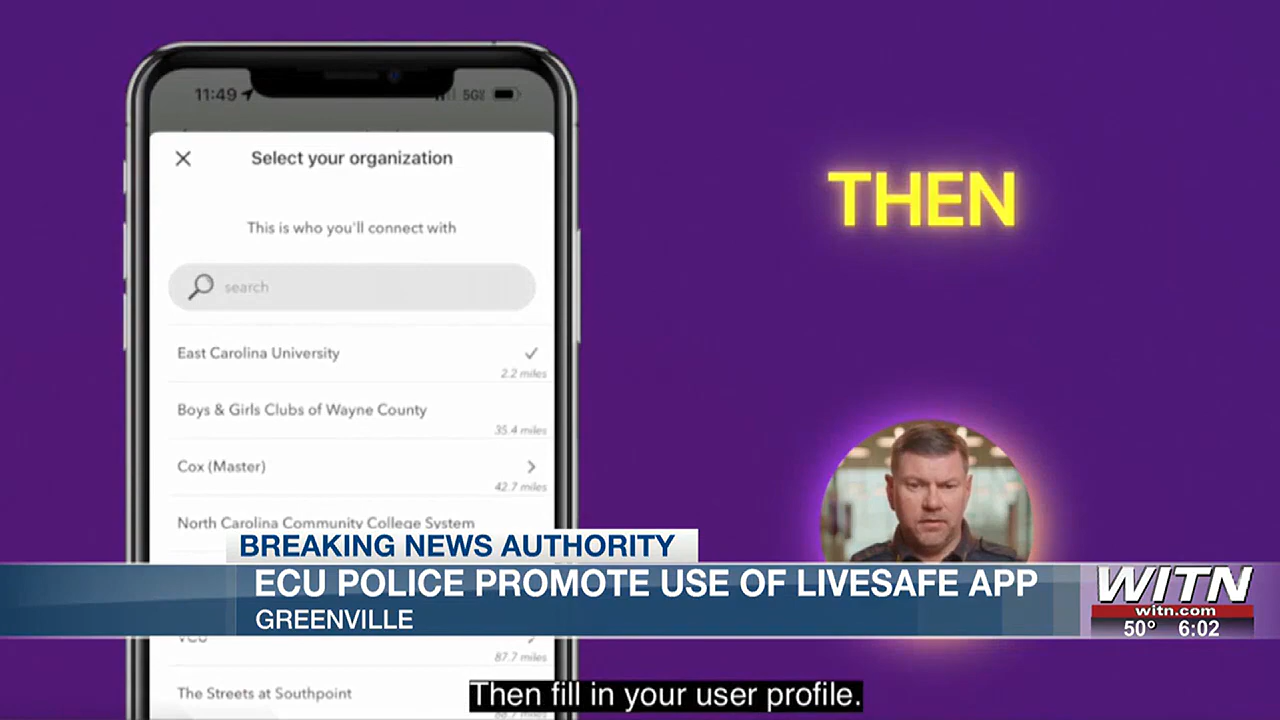 11:49
5G
Select your organization
This is who you'll connect with
search
East Carolina University
2.2 miles
Boys & Girls Clubs of Wayne County
35.4 miles
Cox (Master)
42.7 miles
North Carolina Community College System
VCU
87.7 miles
The Streets at Southpoint
THEN
BREAKING NEWS AUTHORITY
ECU POLICE PROMOTE USE OF LIVESAFE APP
GREENVILLE
WITN
witn.com
50° 6:02
Then fill in your user profile.